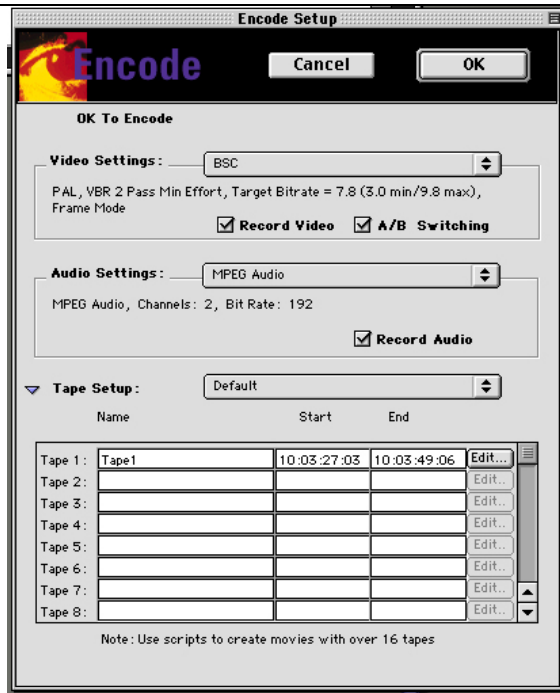 Encode Setup
Encode
Cancel
OK
OK To Encode
Video Settings:
BSC
PAL, VBR 2 Pass Min Effort, Target Bitrate = 7.8 (3.0 min/9.8 max),
Frame Mode
Record Video
A/B Switching
Audio Settings:
MPEG Audio
MPEG Audio, Channels: 2, Bit Rate: 192
Record Audio
Tape Setup:
Default
Name Start End
Tape 1: Tape1 10:03:27:03 10:03:49:06 Edit...
Tape 2: Edit..
Tape 3: Edit..
Tape 4: Edit..
Tape 5: Edit..
Tape 6: Edit..
Tape 7: Edit..
Tape 8: Edit..
Note: Use scripts to create movies with over 16 tapes